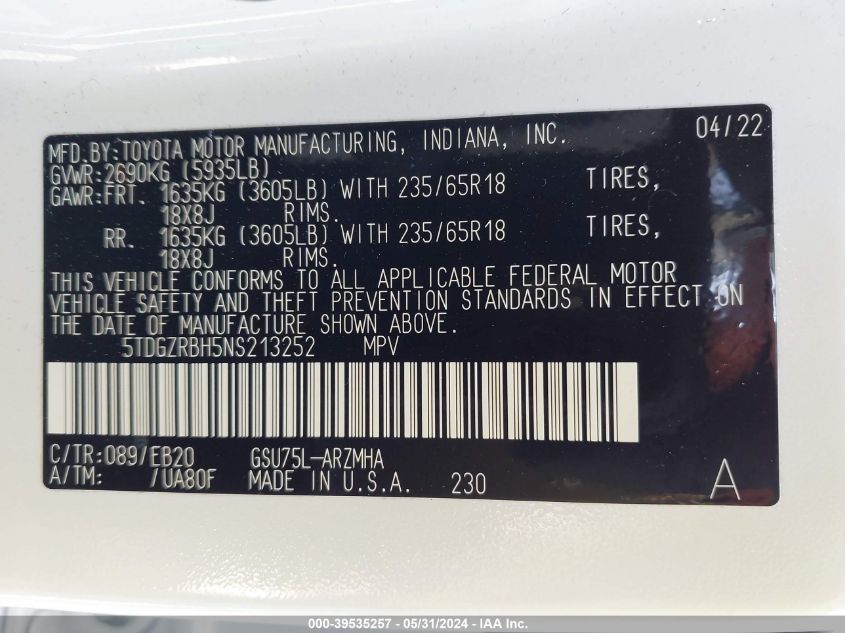 MFD.BY:TOYOTA MOTOR MANUFACTURING, INDIANA, INC. 04/22
GVWR:2690KG (5935LB)
GAWR:FRT. 1635KG (3605LB) WITH 235/65R18 TIRES,
18X8J RIMS.
RR. 1635KG (3605LB) WITH 235/65R18 TIRES,
18X8J RIMS.
THIS VEHICLE CONFORMS TO ALL APPLICABLE FEDERAL MOTOR
VEHICLE SAFETY AND THEFT PREVENTION STANDARDS IN EFFECT ON
THE DATE OF MANUFACTURE SHOWN ABOVE.
5TDGZRBH5NS213252 MPV
C/TR:089/EB20 GSU75L-ARZMHA
A/TM: /UA80F MADE IN U.S.A. 230 A
000-39535257 - 05/31/2024 - IAA Inc.